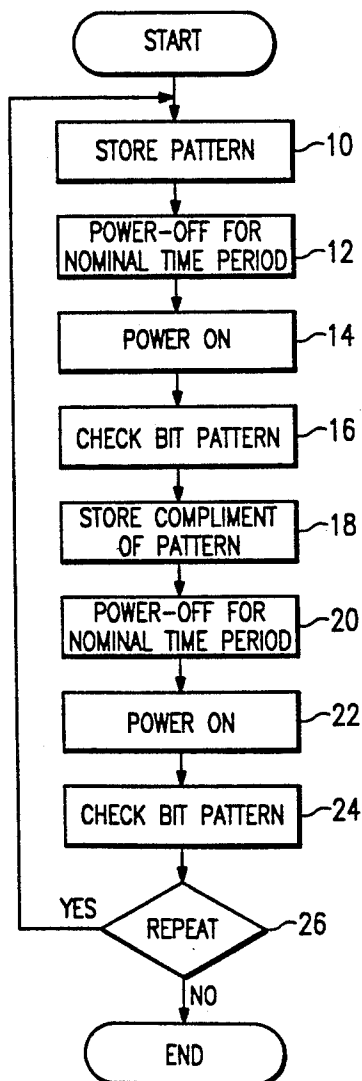 START
STORE PATTERN
10
POWER-OFF FOR
NOMINAL TIME PERIOD
12
POWER ON
14
CHECK BIT PATTERN
16
STORE COMPLIMENT
OF PATTERN
18
POWER-OFF FOR
NOMINAL TIME PERIOD
20
POWER ON
22
CHECK BIT PATTERN
24
YES
REPEAT
26
NO
END